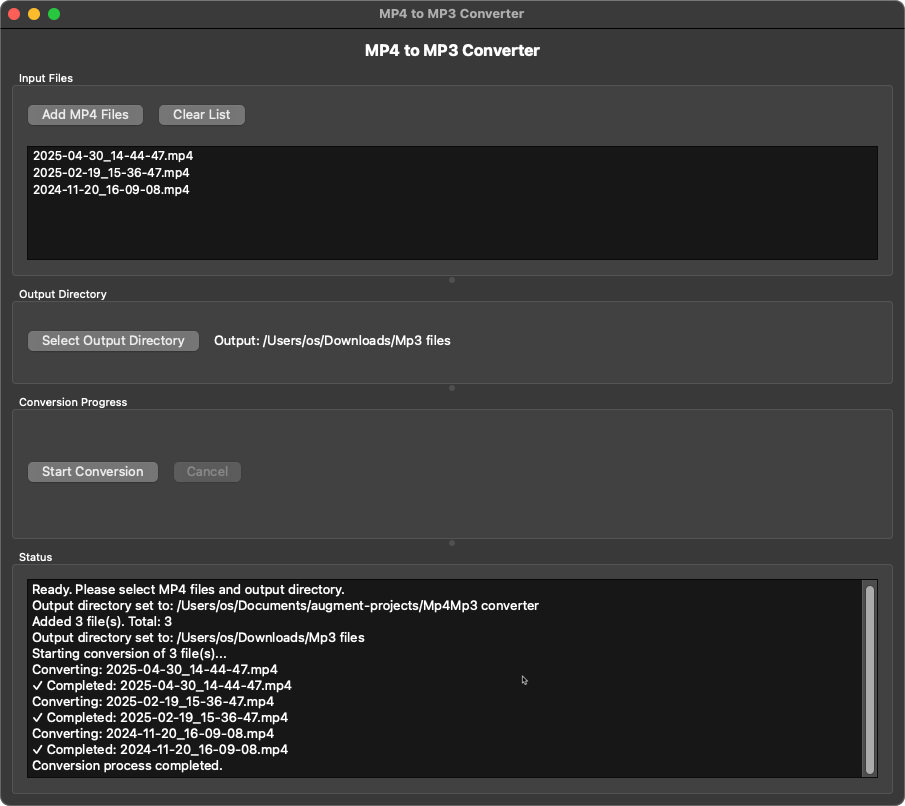 MP4 to MP3 Converter
MP4 to MP3 Converter
Input Files
Add MP4 Files Clear List
2025-04-30_14-44-47.mp4
2025-02-19_15-36-47.mp4
2024-11-20_16-09-08.mp4
Output Directory
Select Output Directory Output: /Users/os/Downloads/Mp3 files
Conversion Progress
Start Conversion Cancel
Status
Ready. Please select MP4 files and output directory.
Output directory set to: /Users/os/Documents/augment-projects/Mp4Mp3 converter
Added 3 file(s). Total: 3
Output directory set to: /Users/os/Downloads/Mp3 files
Starting conversion of 3 file(s)...
Converting: 2025-04-30_14-44-47.mp4
✓ Completed: 2025-04-30_14-44-47.mp4
Converting: 2025-02-19_15-36-47.mp4
✓ Completed: 2025-02-19_15-36-47.mp4
Converting: 2024-11-20_16-09-08.mp4
✓ Completed: 2024-11-20_16-09-08.mp4
Conversion process completed.